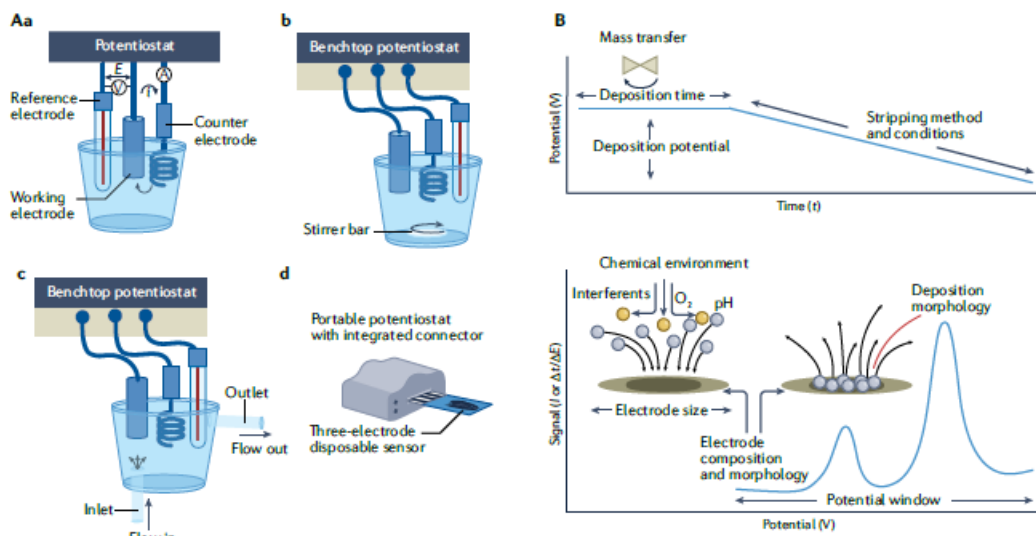 Aa
Potentiostat
E
V
I
A
Reference
electrode
Counter
electrode
Working
electrode
b
Benchtop potentiostat
Stirrer bar
c
Benchtop potentiostat
Outlet
Flow out
Inlet
Flow in
d
Portable potentiostat
with integrated connector
Three-electrode
disposable sensor
B
Mass transfer
Deposition time
Deposition potential
Stripping method
and conditions
Potential (V)
Time (t)
Chemical environment
Interferents
O₂
pH
Deposition
morphology
Electrode size
Electrode
composition
and morphology
Potential window
Signal (I or Δt/ΔE)
Potential (V)